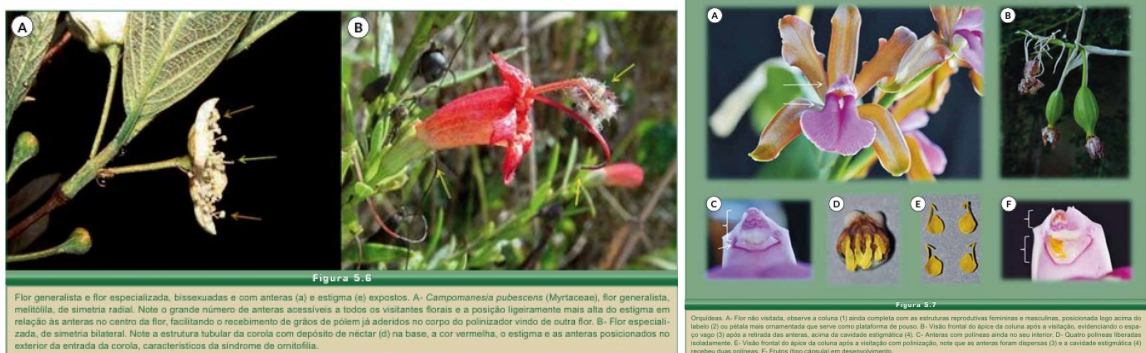 A
B
Figura 5.6
Flor generalista e flor especializada, bissexuadas e com anteras (a) e estigma (e) expostos. A- Campomanesia pubescens (Myrtaceae), flor generalista,
melitólila, de simetria radial. Note o grande número de anteras acessíveis a todos os visitantes florais e a posição ligeiramente mais alta do estigma em
relação às anteras no centro da flor, facilitando o recebimento de grãos de pólem já aderidos no corpo do polinizador vindo de outra flor. B- Flor especiali-
zada, de simetria bilateral. Note a estrutura tubular da corola com depósito de néctar (d) na base, a cor vermelha, o estigma e as anteras posicionados no
exterior da entrada da corola, característicos da síndrome de ornitofilia.
A
B
C
D
E
F
Figura 5.7
Orquídeas. A- Flor não visitada, observe a coluna (1) ainda completa com as estruturas reprodutivas femininas e masculinas, posicionada logo acima do
labelo (2) ou pétala mais ornamentada que serve como plataforma de pouso. B- Visão frontal do ápice da coluna após a visitação, evidenciando o espa-
ço vazio (3) após a retirada das anteras, acima da cavidade estigmática (4). C- Anteras com polineas ainda no seu interior. D- Quatro polineas liberadas
isoladamente. E- Visão frontal do ápice da coluna após a visitação com polinização, note que as anteras foram dispersas (3) e a cavidade estigmática (4)
recebeu duas polineas. F- Frutos (tipo cápsula) em desenvolvimento.